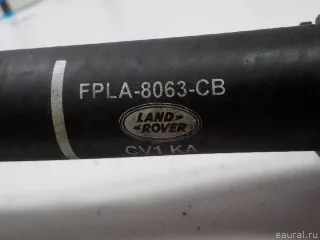 FPLA-8063-CB
LAND-
ROVER
CV1 KA
eaural.ru